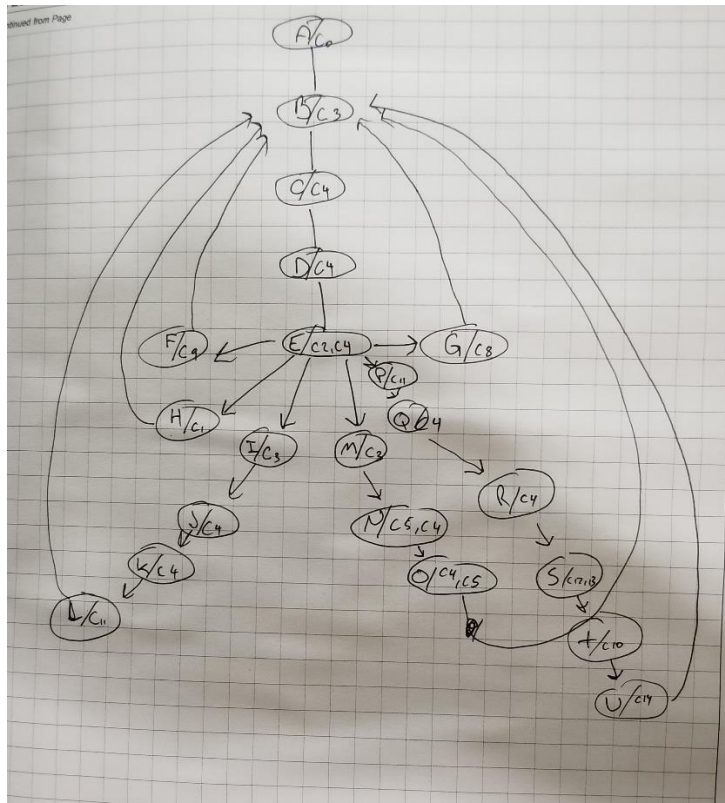 ntinued from Page
A/C0
B/C3
C/C4
D/C4
F/C9
E/C2,C4
G/C8
P/C11
H/C1
Q/C4
I/C3
M/C3
R/C4
J/C4
N/C5,C4
K/C4
O/C4,C5
S/C12,13
L/C11
+/C10
U/C14